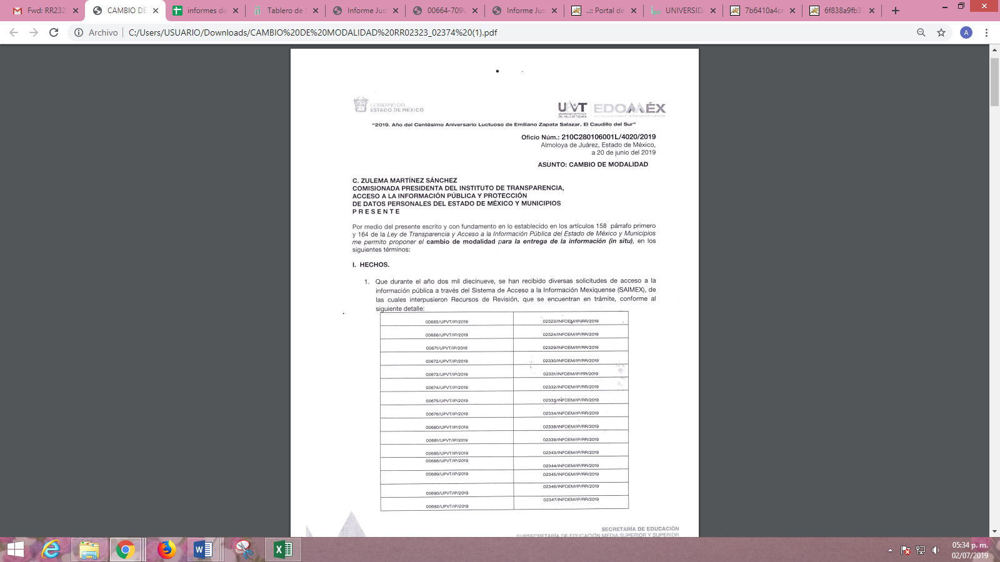 Fwd: RR232
CAMBIO DE
informes di
Tablero de
Informe Jus
00664-709
Informe Jus
..:: Portal de
UNIVERSID
7b6410a4ce
6f838a9fb3
Archivo
C:/Users/USUARIO/Downloads/CAMBIO%20DE%20MODALIDAD%20RR02323_02374%20(1).pdf
A
GOBIERNO DEL
ESTADO DE MÉXICO
UPVT
UNIVERSIDAD POLITÉCNICA
DEL VALLE DE TOLUCA
EDOMÉX
"2019. Año del Centésimo Aniversario Luctuoso de Emiliano Zapata Salazar. El Caudillo del Sur"
Oficio Núm.: 210C280106001L/4020/2019
Almoloya de Juárez, Estado de México,
a 20 de junio del 2019
ASUNTO: CAMBIO DE MODALIDAD
C. ZULEMA MARTÍNEZ SÁNCHEZ
COMISIONADA PRESIDENTA DEL INSTITUTO DE TRANSPARENCIA,
ACCESO A LA INFORMACIÓN PÚBLICA Y PROTECCIÓN
DE DATOS PERSONALES DEL ESTADO DE MÉXICO Y MUNICIPIOS
P R E S E N T E
Por medio del presente escrito y con fundamento en lo establecido en los artículos 158 párrafo primero
y 164 de la Ley de Transparencia y Acceso a la Información Pública del Estado de México y Municipios
me permito proponer el cambio de modalidad para la entrega de la información (in situ), en los
siguientes términos:
I. HECHOS.
1. Que durante el año dos mil diecinueve, se han recibido diversas solicitudes de acceso a la
información pública a través del Sistema de Acceso a la Información Mexiquense (SAIMEX), de
las cuales interpusieron Recursos de Revisión, que se encuentran en trámite, conforme al
siguiente detalle:
00665/UPVT/IP/2019 02323/INFOEM/IP/RR/2019
00666/UPVT/IP/2019 02324/INFOEM/IP/RR/2019
00671/UPVT/IP/2019 02329/INFOEM/IP/RR/2019
00672/UPVT/IP/2019 02330/INFOEM/IP/RR/2019
00673/UPVT/IP/2019 02331/INFOEM/IP/RR/2019
00674/UPVT/IP/2019 02332/INFOEM/IP/RR/2019
00675/UPVT/IP/2019 02333/INFOEM/IP/RR/2019
00676/UPVT/IP/2019 02334/INFOEM/IP/RR/2019
00680/UPVT/IP/2019 02338/INFOEM/IP/RR/2019
00681/UPVT/IP/2019 02339/INFOEM/IP/RR/2019
00685/UPVT/IP/2019 02343/INFOEM/IP/RR/2019
00686/UPVT/IP/2019 02344/INFOEM/IP/RR/2019
00689/UPVT/IP/2019 02345/INFOEM/IP/RR/2019
00690/UPVT/IP/2019 02346/INFOEM/IP/RR/2019
00692/UPVT/IP/2019 02347/INFOEM/IP/RR/2019
SECRETARÍA DE EDUCACIÓN
SUBSECRETARÍA DE EDUCACIÓN MEDIA SUPERIOR Y SUPERIOR
05:34 p. m.
02/07/2019